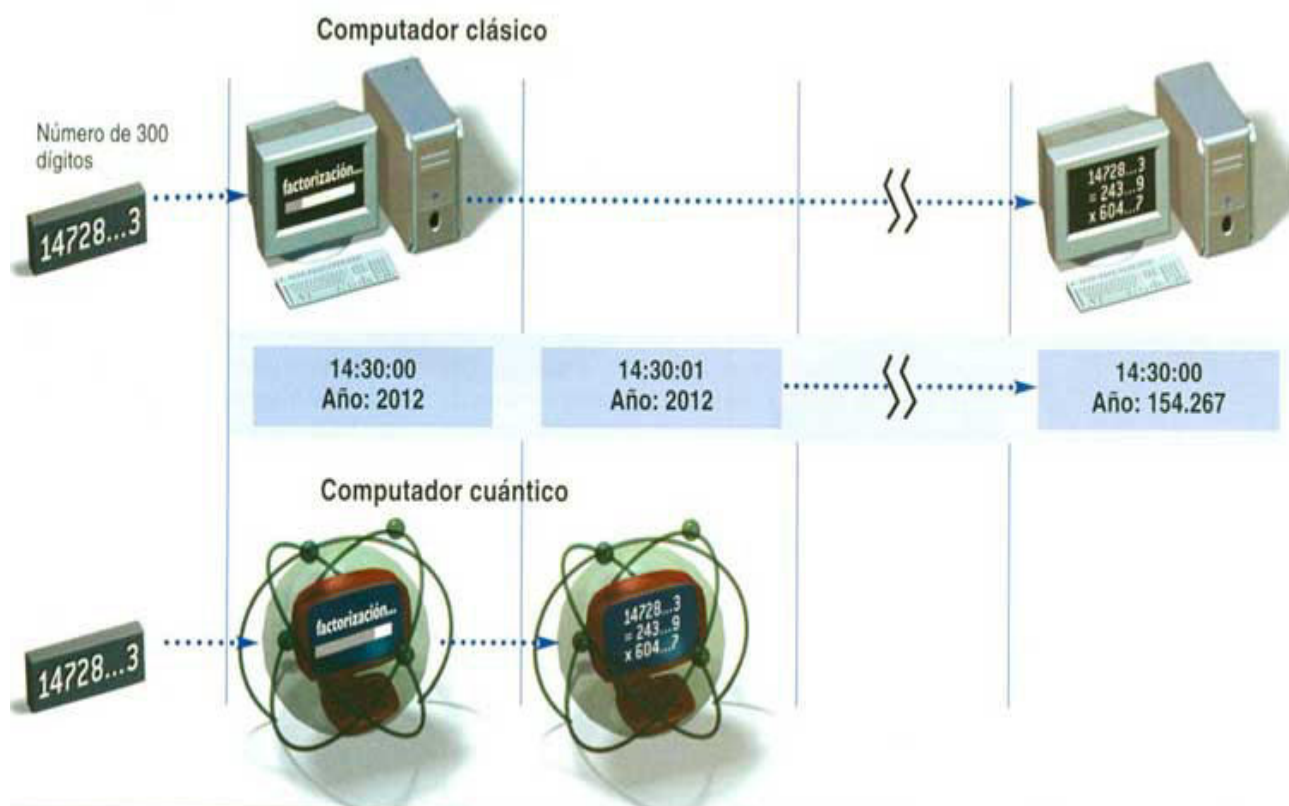 Computador clásico
Número de 300
dígitos
14728...3
factorización...
14728...3
= 243...9
x 604...7
14:30:00
Año: 2012
14:30:01
Año: 2012
14:30:00
Año: 154.267
Computador cuántico
14728...3
factorización...
14728...3
= 243...9
x 604...7